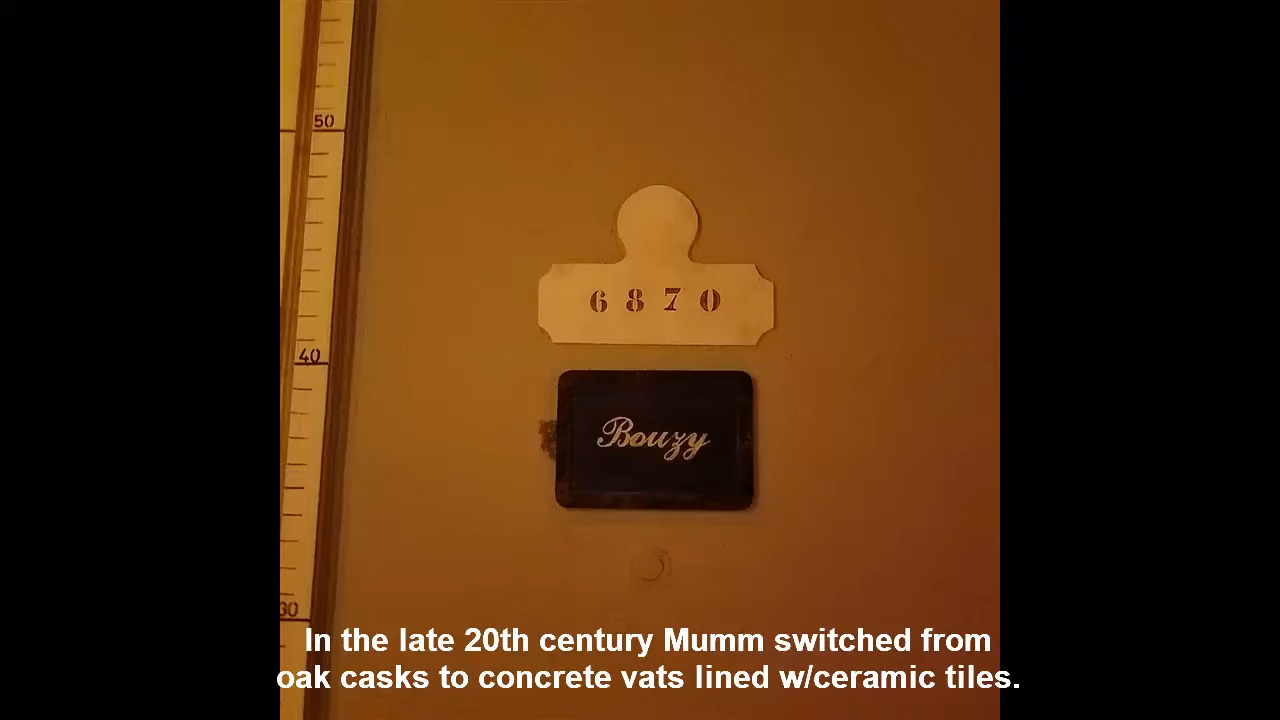 50
6870
40
Bouzy
30
In the late 20th century Mumm switched from
oak casks to concrete vats lined w/ceramic tiles.